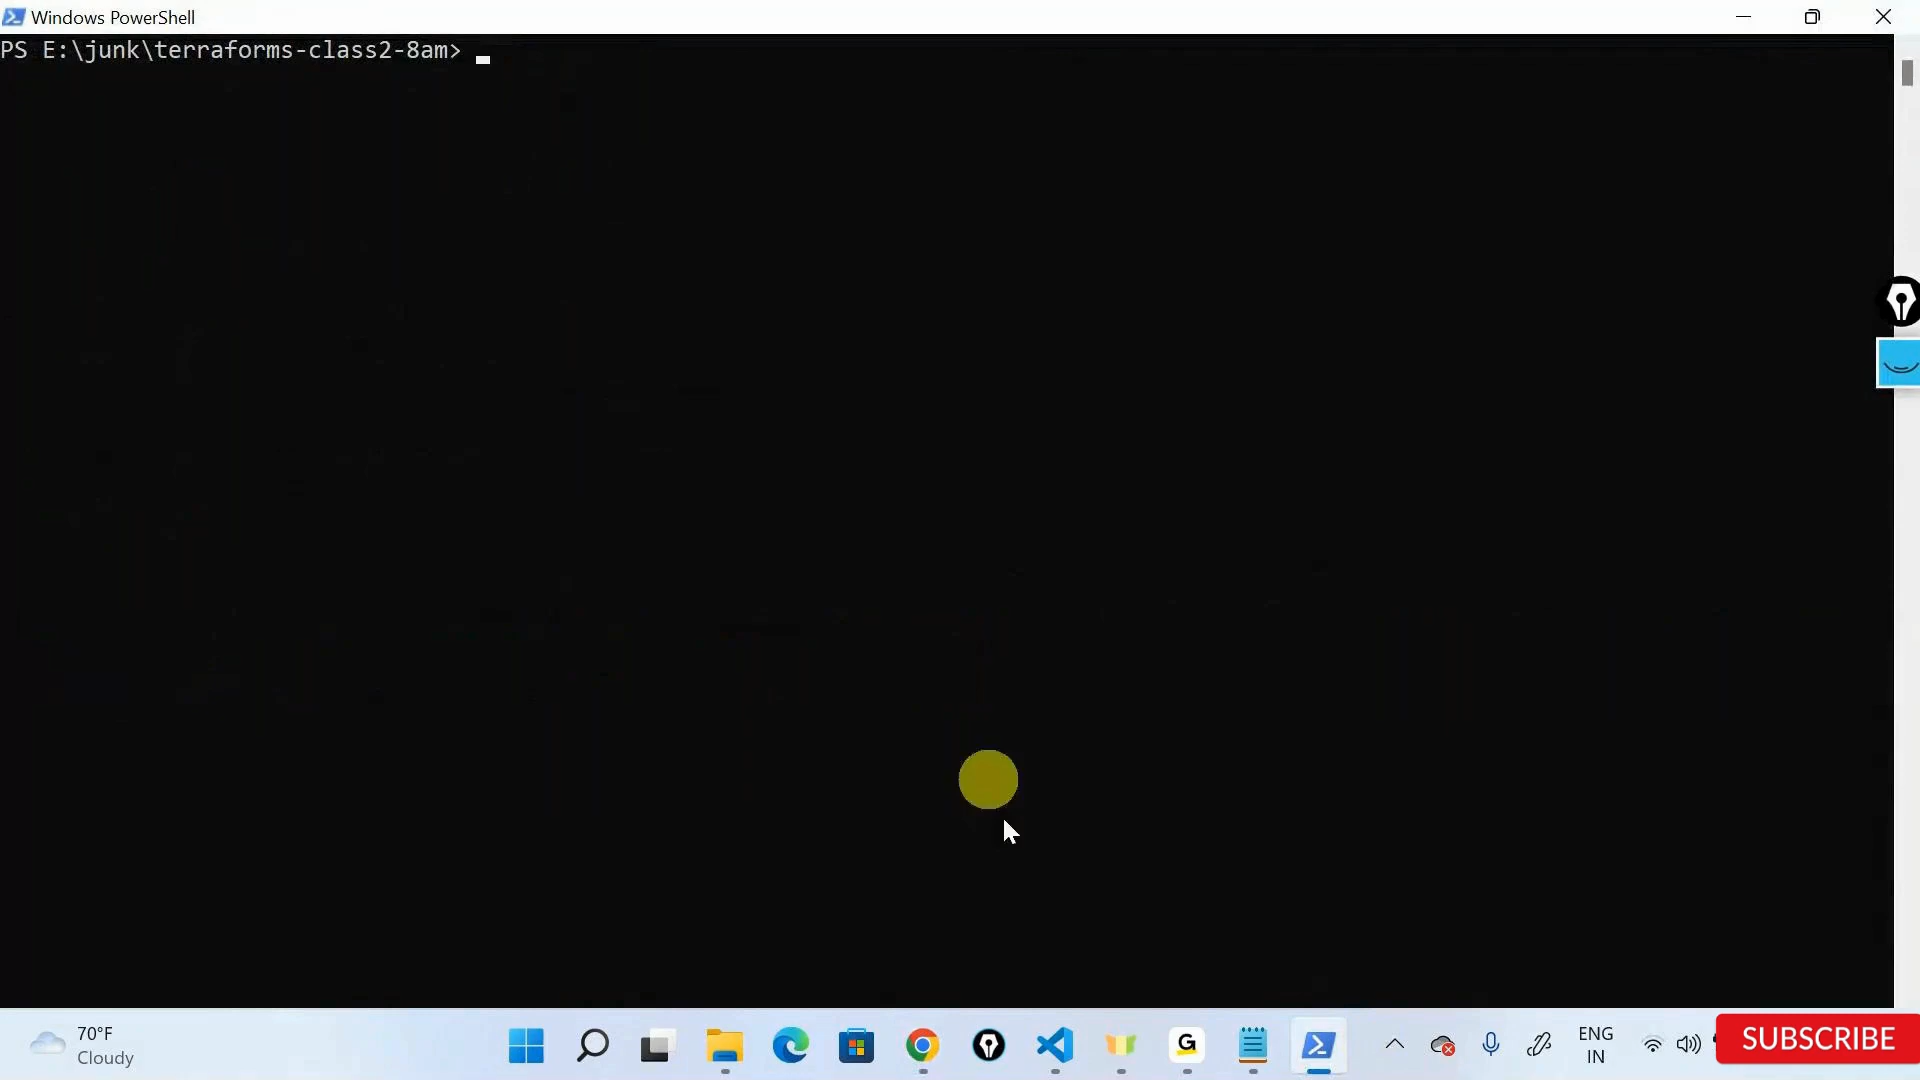 Windows PowerShell
PS E:\junk\terraforms-class2-8am>
70°F
Cloudy
G
ENG
IN
SUBSCRIBE